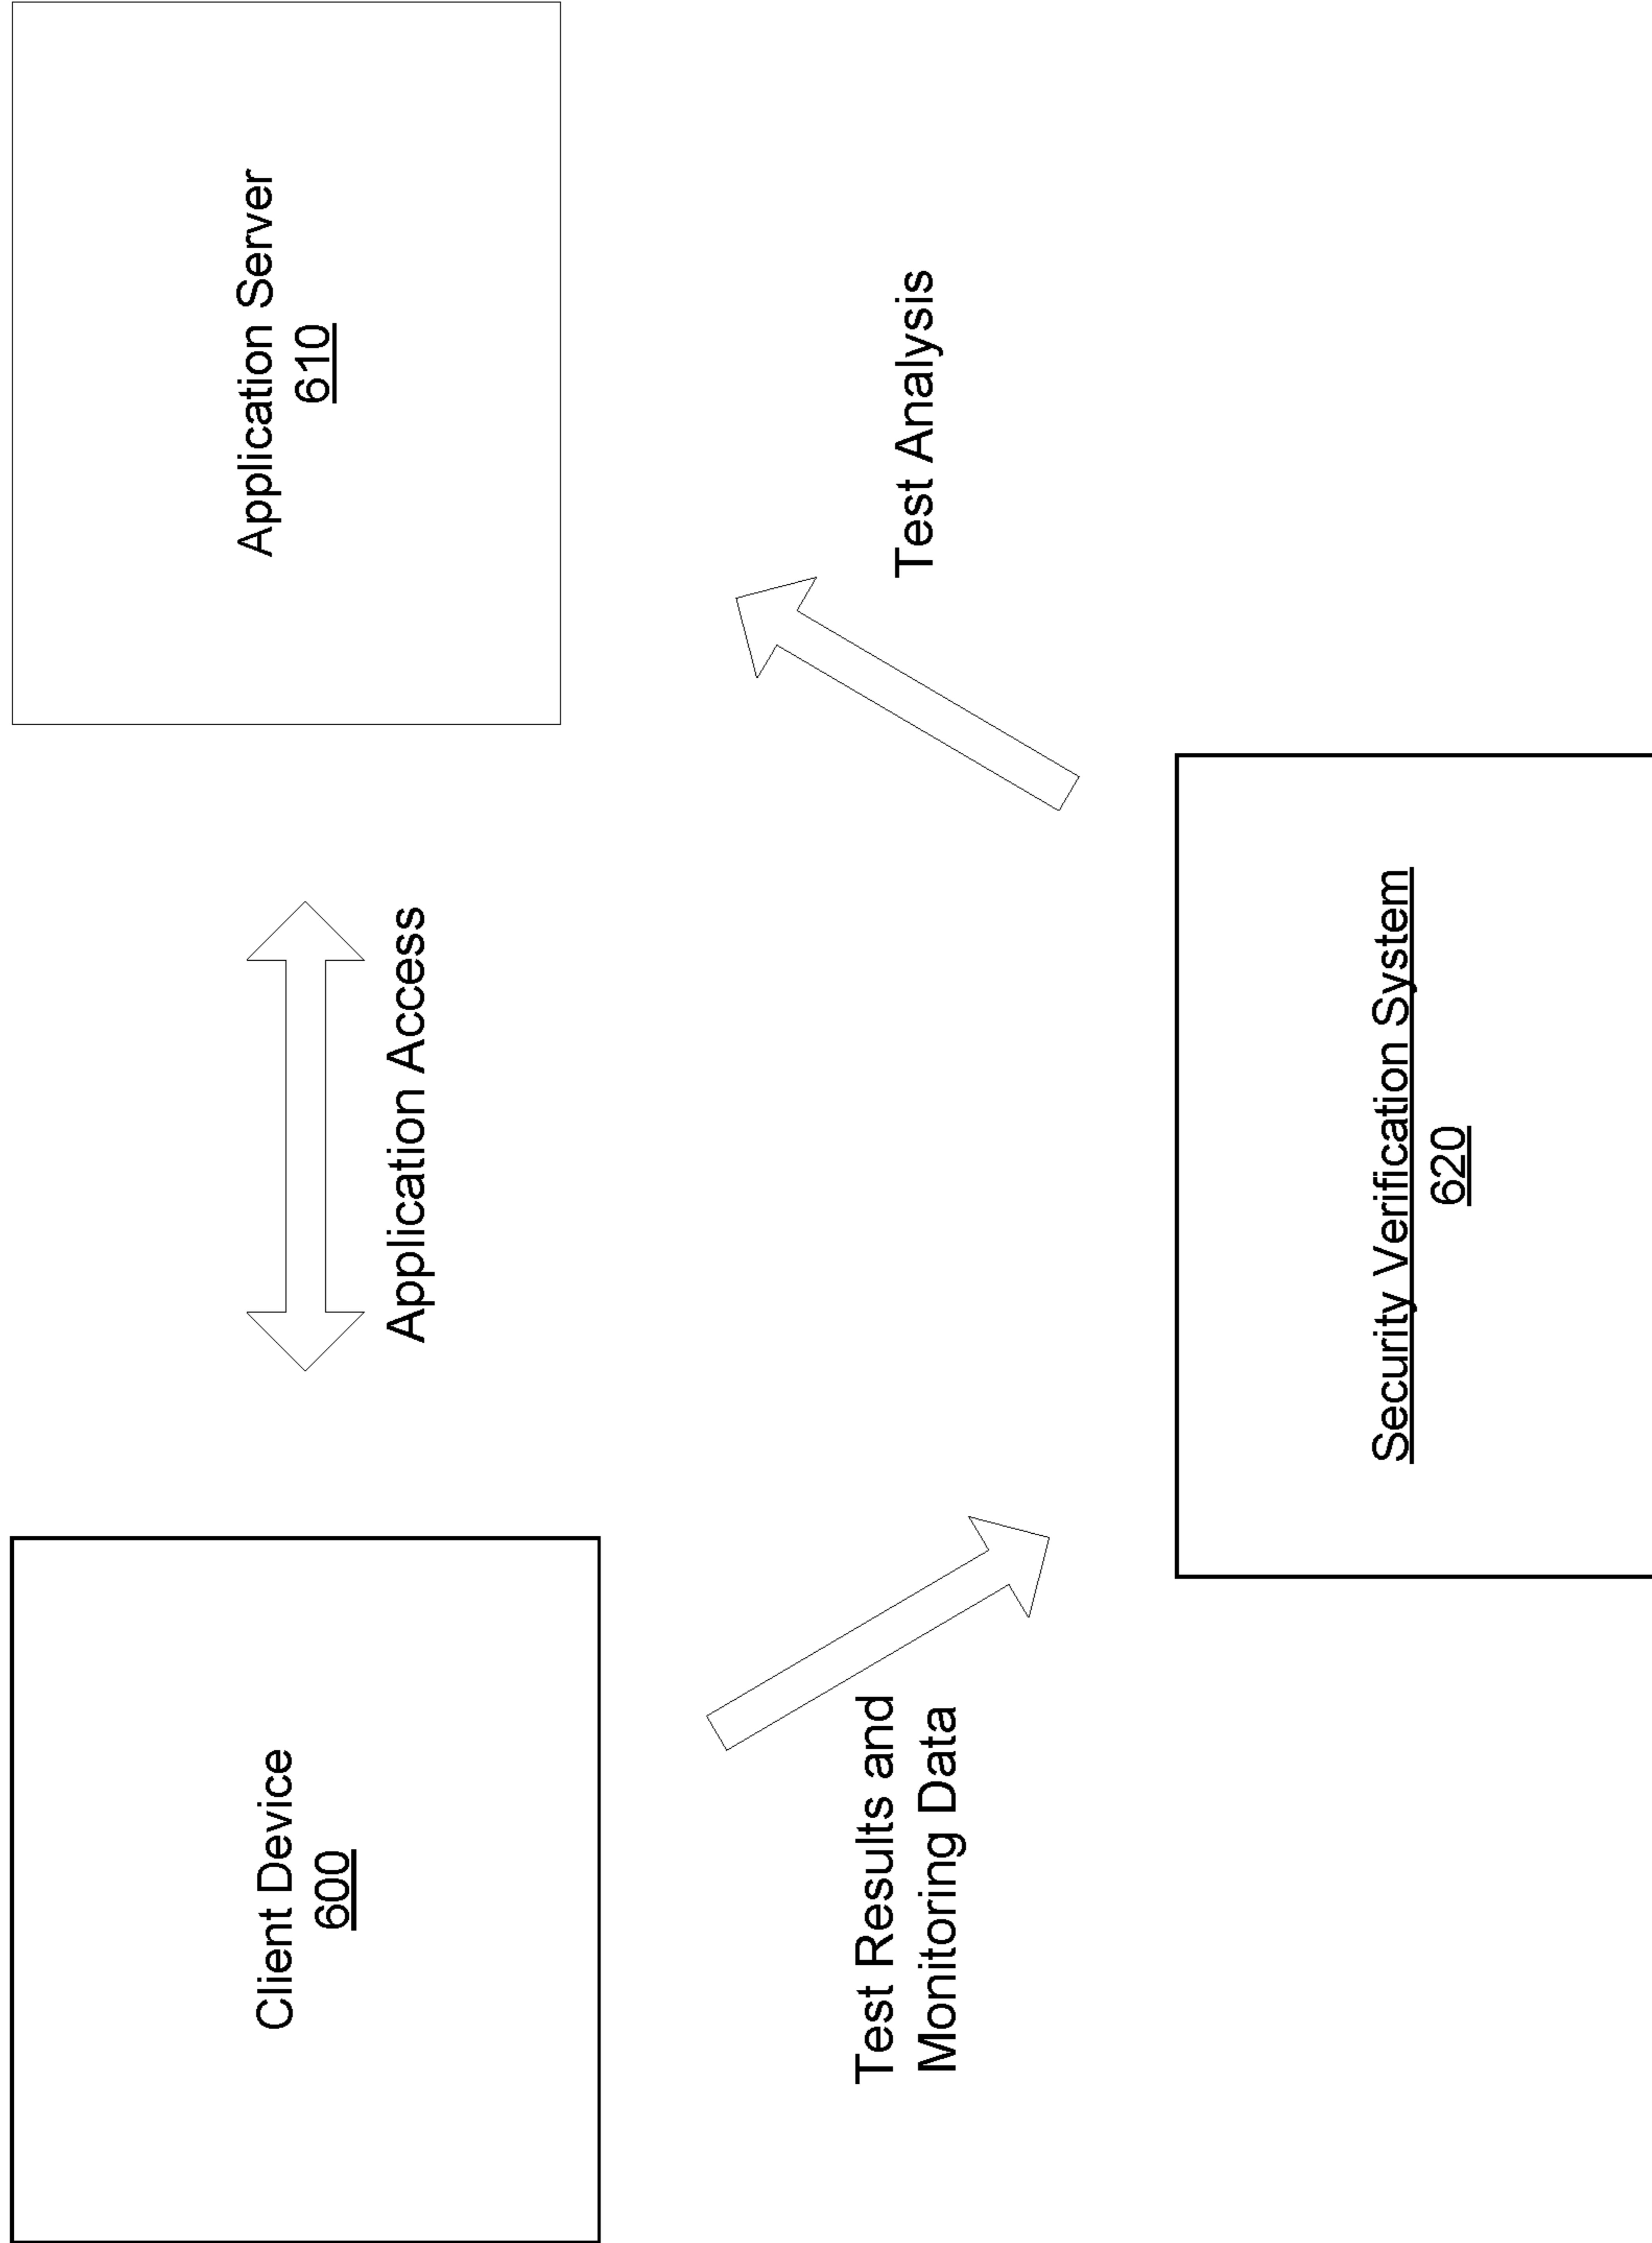 Client Device
600
Application Access
Application Server
610
Test Results and
Monitoring Data
Test Analysis
Security Verification System
620